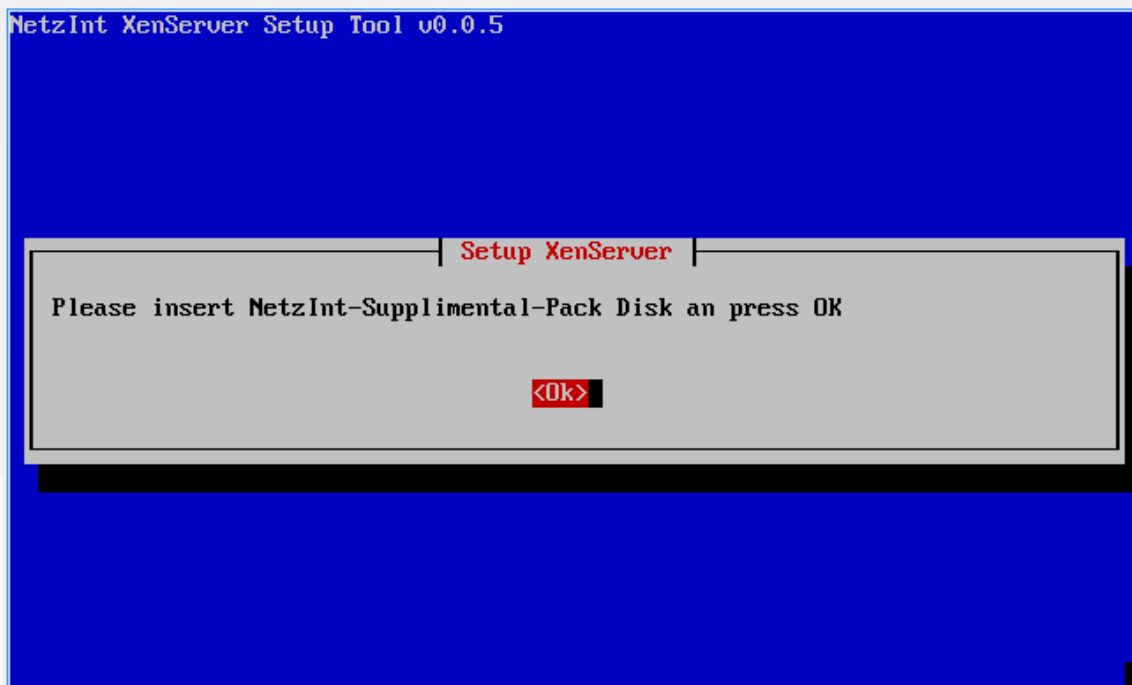 NetzInt XenServer Setup Tool v0.0.5
Setup XenServer
Please insert NetzInt-Supplimental-Pack Disk an press OK
<Ok>